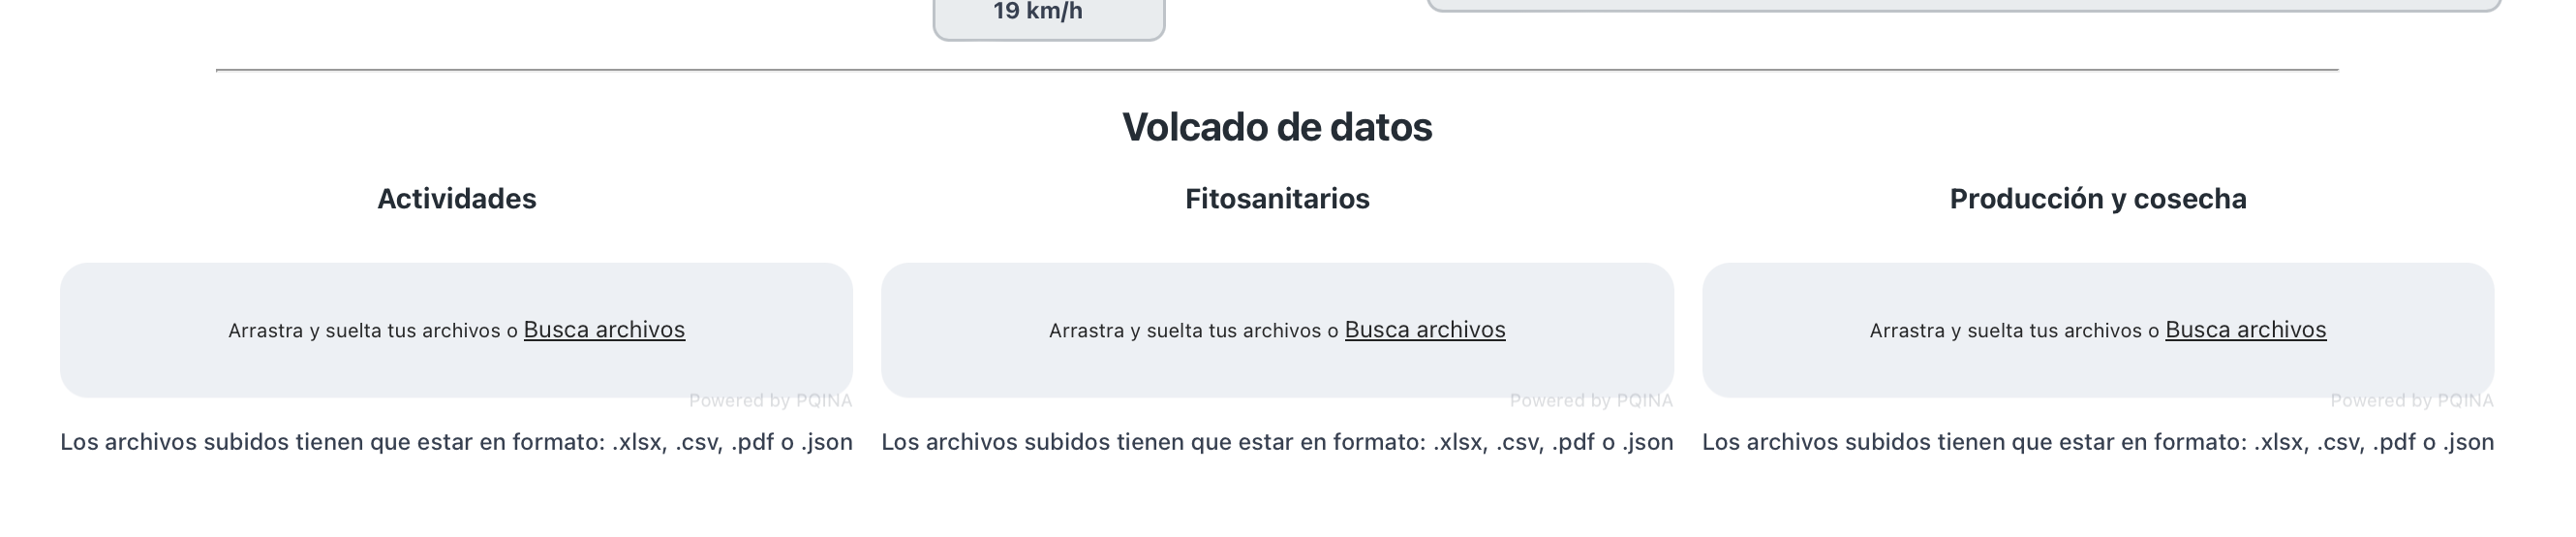 19 km/h
Volcado de datos
Actividades
Fitosanitarios
Producción y cosecha
Arrastra y suelta tus archivos o Busca archivos
Arrastra y suelta tus archivos o Busca archivos
Arrastra y suelta tus archivos o Busca archivos
Powered by PQINA
Powered by PQINA
Powered by PQINA
Los archivos subidos tienen que estar en formato: .xlsx, .csv, .pdf o .json
Los archivos subidos tienen que estar en formato: .xlsx, .csv, .pdf o .json
Los archivos subidos tienen que estar en formato: .xlsx, .csv, .pdf o .json